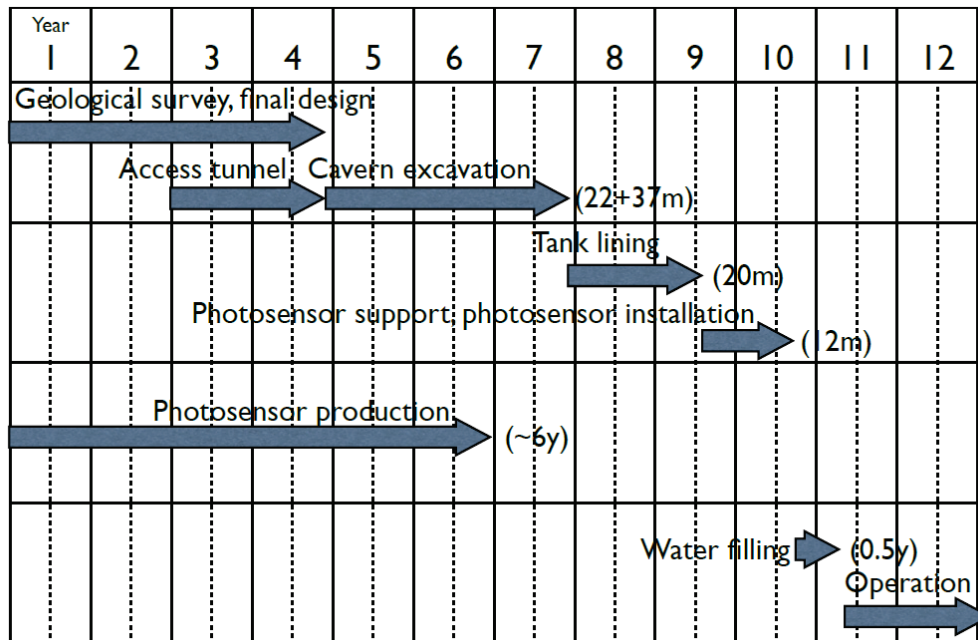 Year
1 2 3 4 5 6 7 8 9 10 11 12
Geological survey, final design
Access tunnel Cavern excavation
(22+37m)
Tank lining
(20m)
Photosensor support, photosensor installation
(12m)
Photosensor production
(~6y)
Water filling (0.5y)
Operation